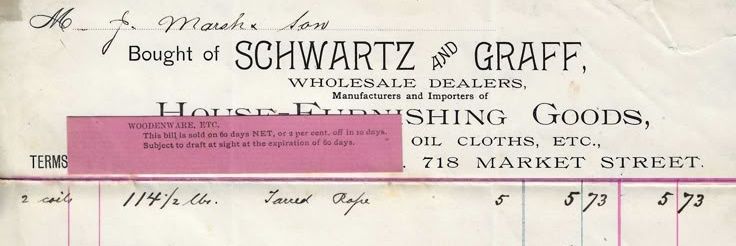 M J. Marsh & Son
Bought of SCHWARTZ AND GRAFF,
WHOLESALE DEALERS,
Manufacturers and Importers of
HOUSE-FURNISHING GOODS,
WOODENWARE, ETC.
This bill is sold on 60 days NET, or 2 per cent. off in 10 days.
Subject to draft at sight at the expiration of 60 days.
OIL CLOTHS, ETC.,
TERMS
718 MARKET STREET.
2 coils 114 1/2 lbs. Tarred Rope 5 5 73 5 73